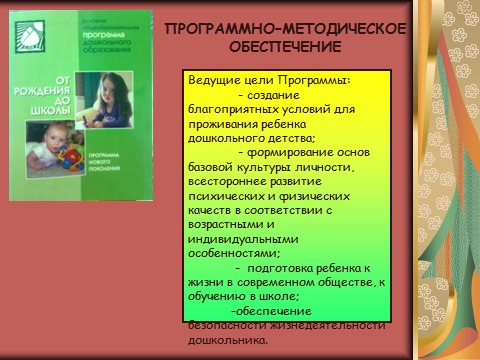 ПРОГРАММНО-МЕТОДИЧЕСКОЕ
ОБЕСПЕЧЕНИЕ
основная
общеобразовательная
программа
дошкольного
образования
ОТ
РОЖДЕНИЯ
ДО
ШКОЛЫ
ПРОГРАММА
НОВОГО
ПОКОЛЕНИЯ
Ведущие цели Программы:
- создание
благоприятных условий для
проживания ребенка
дошкольного детства;
- формирование основ
базовой культуры личности,
всестороннее развитие
психических и физических
качеств в соответствии с
возрастными и
индивидуальными
особенностями;
- подготовка ребенка к
жизни в современном обществе, к
обучению в школе;
-обеспечение
безопасности жизнедеятельности
дошкольника.